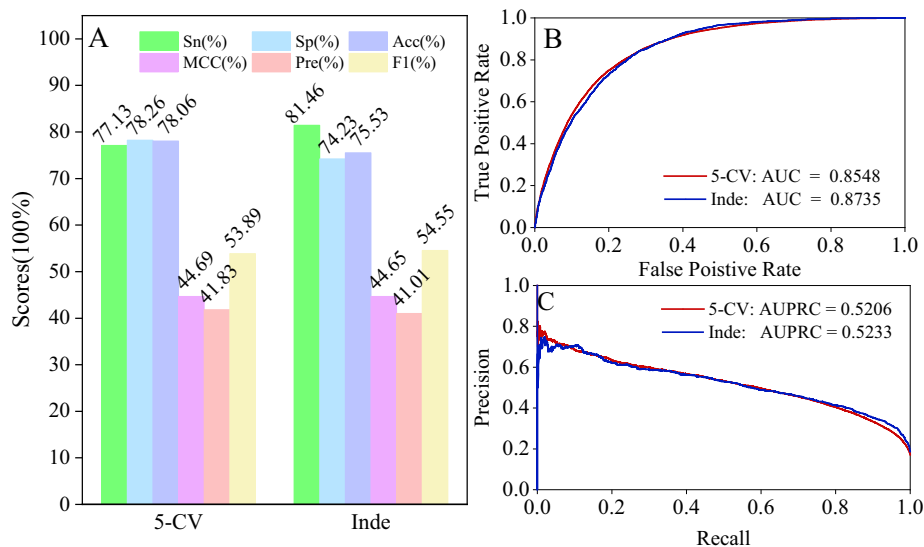 A
Sn(%) Sp(%) Acc(%)
MCC(%) Pre(%) F1(%)
100
90
80
70
60
50
40
30
20
10
0
Scores(100%)
77.13
78.26
78.06
44.69
41.83
53.89
81.46
74.23
75.53
44.65
41.01
54.55
5-CV Inde
B
1.0
0.8
0.6
0.4
0.2
0.0
True Positive Rate
5-CV: AUC = 0.8548
Inde: AUC = 0.8735
0.0 0.2 0.4 0.6 0.8 1.0
False Poistive Rate
C
0.8
0.6
0.4
0.2
0.0
Precision
5-CV: AUPRC = 0.5206
Inde: AUPRC = 0.5233
0.0 0.2 0.4 0.6 0.8 1.0
Recall